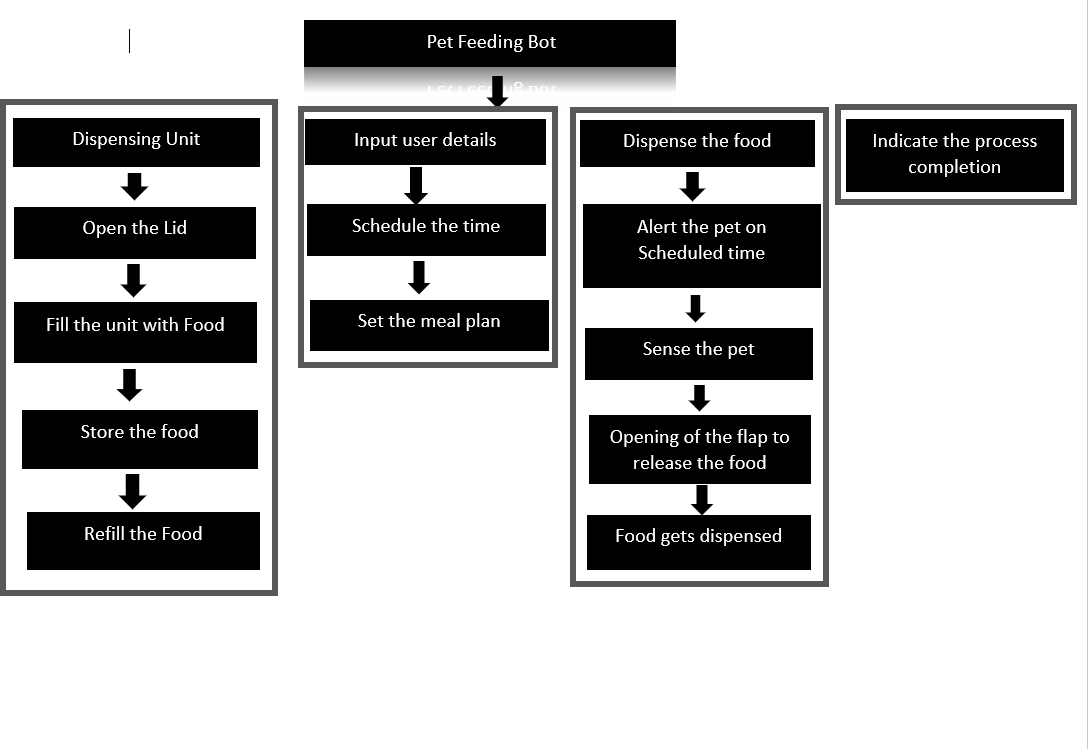 Pet Feeding Bot
Dispensing Unit
Open the Lid
Fill the unit with Food
Store the food
Refill the Food
Input user details
Schedule the time
Set the meal plan
Dispense the food
Alert the pet on
Scheduled time
Sense the pet
Opening of the flap to
release the food
Food gets dispensed
Indicate the process
completion